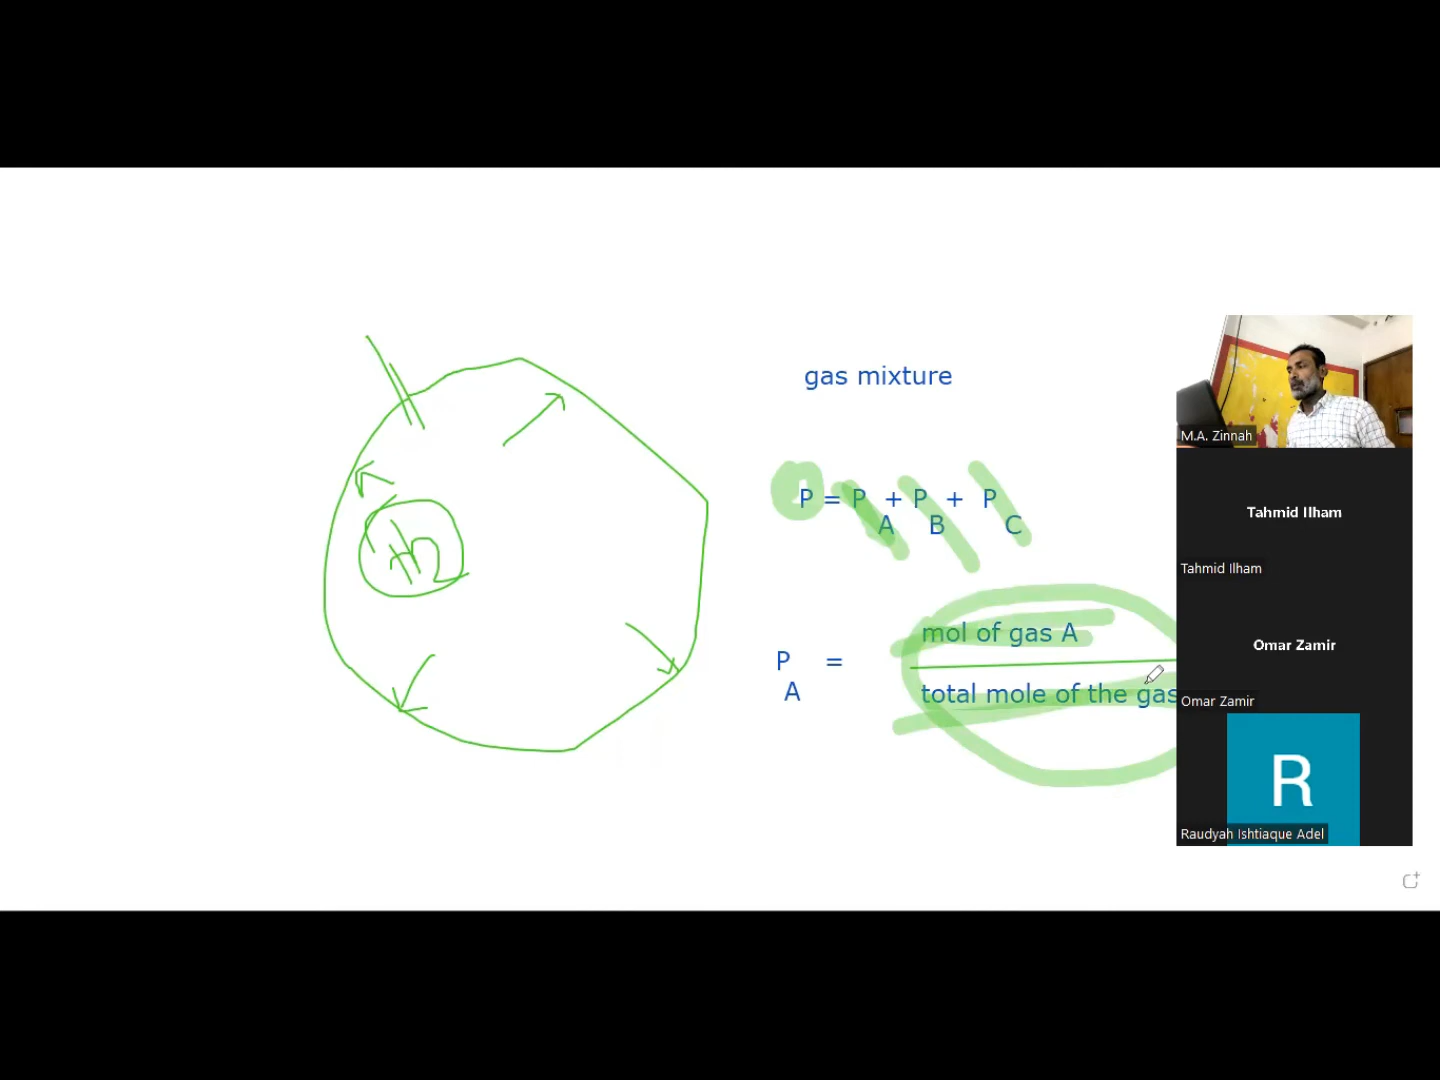 gas mixture
P = P + P + P
A B C
mol of gas A
P =
A
total mole of the gas
M.A. Zinnah
Tahmid Ilham
Tahmid Ilham
Omar Zamir
Omar Zamir
R
Raudyah Ishtiaque Adel